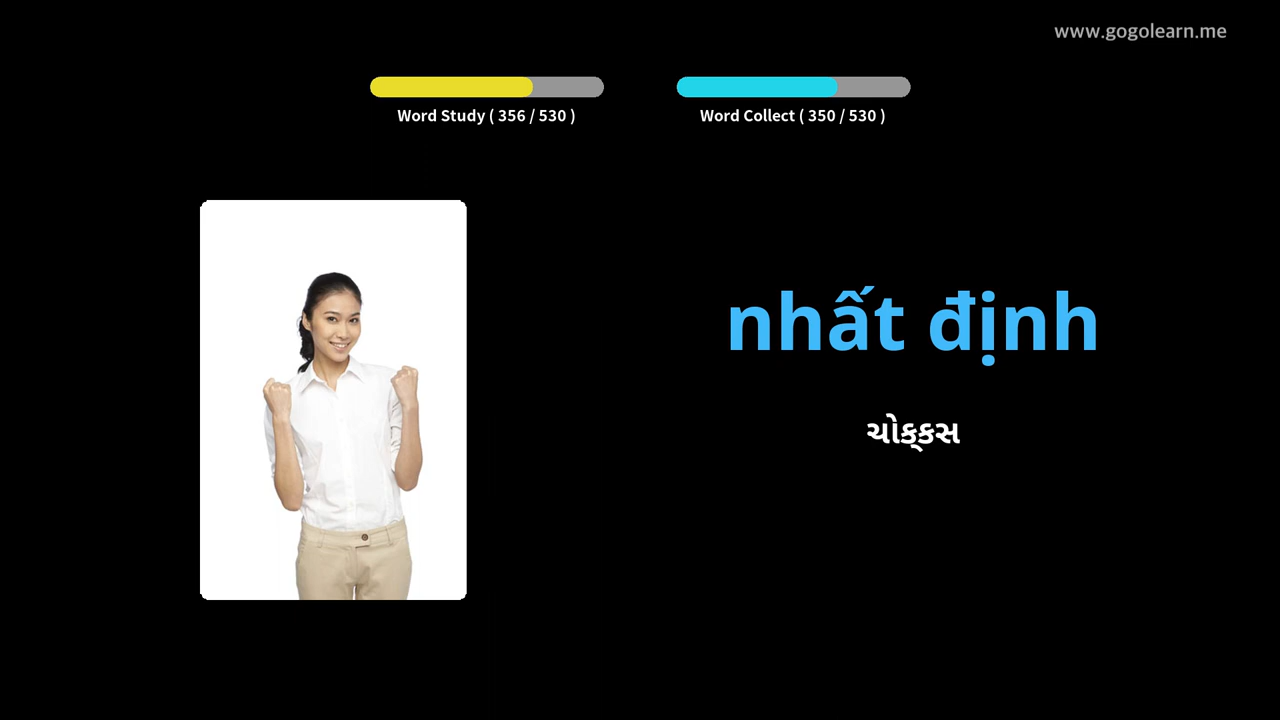 www.gogolearn.me
Word Study ( 356 / 530 )
Word Collect ( 350 / 530 )
nhất định
ચોક્કસ